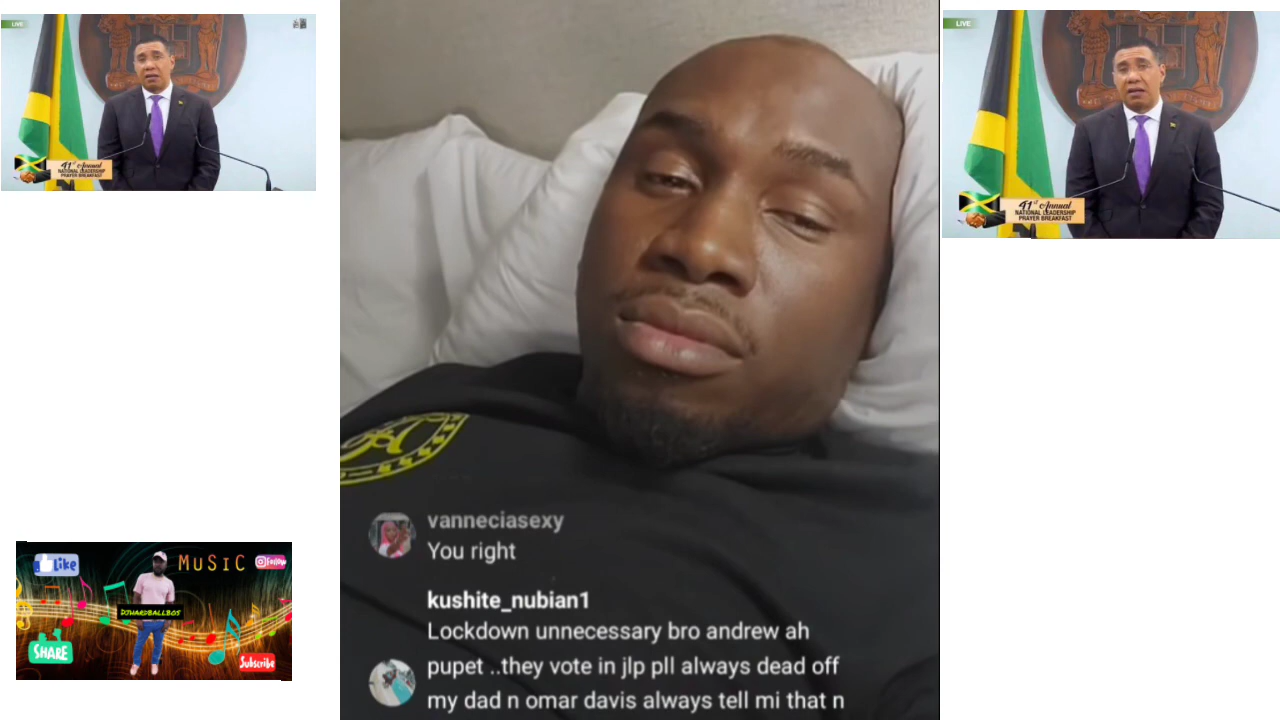 LIVE
41st Annual
NATIONAL LEADERSHIP
PRAYER BREAKFAST
LIVE
41st Annual
NATIONAL LEADERSHIP
PRAYER BREAKFAST
vanneciasexy
You right
kushite_nubian1
Lockdown unnecessary bro andrew ah
pupet ..they vote in jlp pll always dead off
my dad n omar davis always tell mi that n
Like
MUSIC
Follow
DJHARDBALLBOS
SHARE
Subscribe